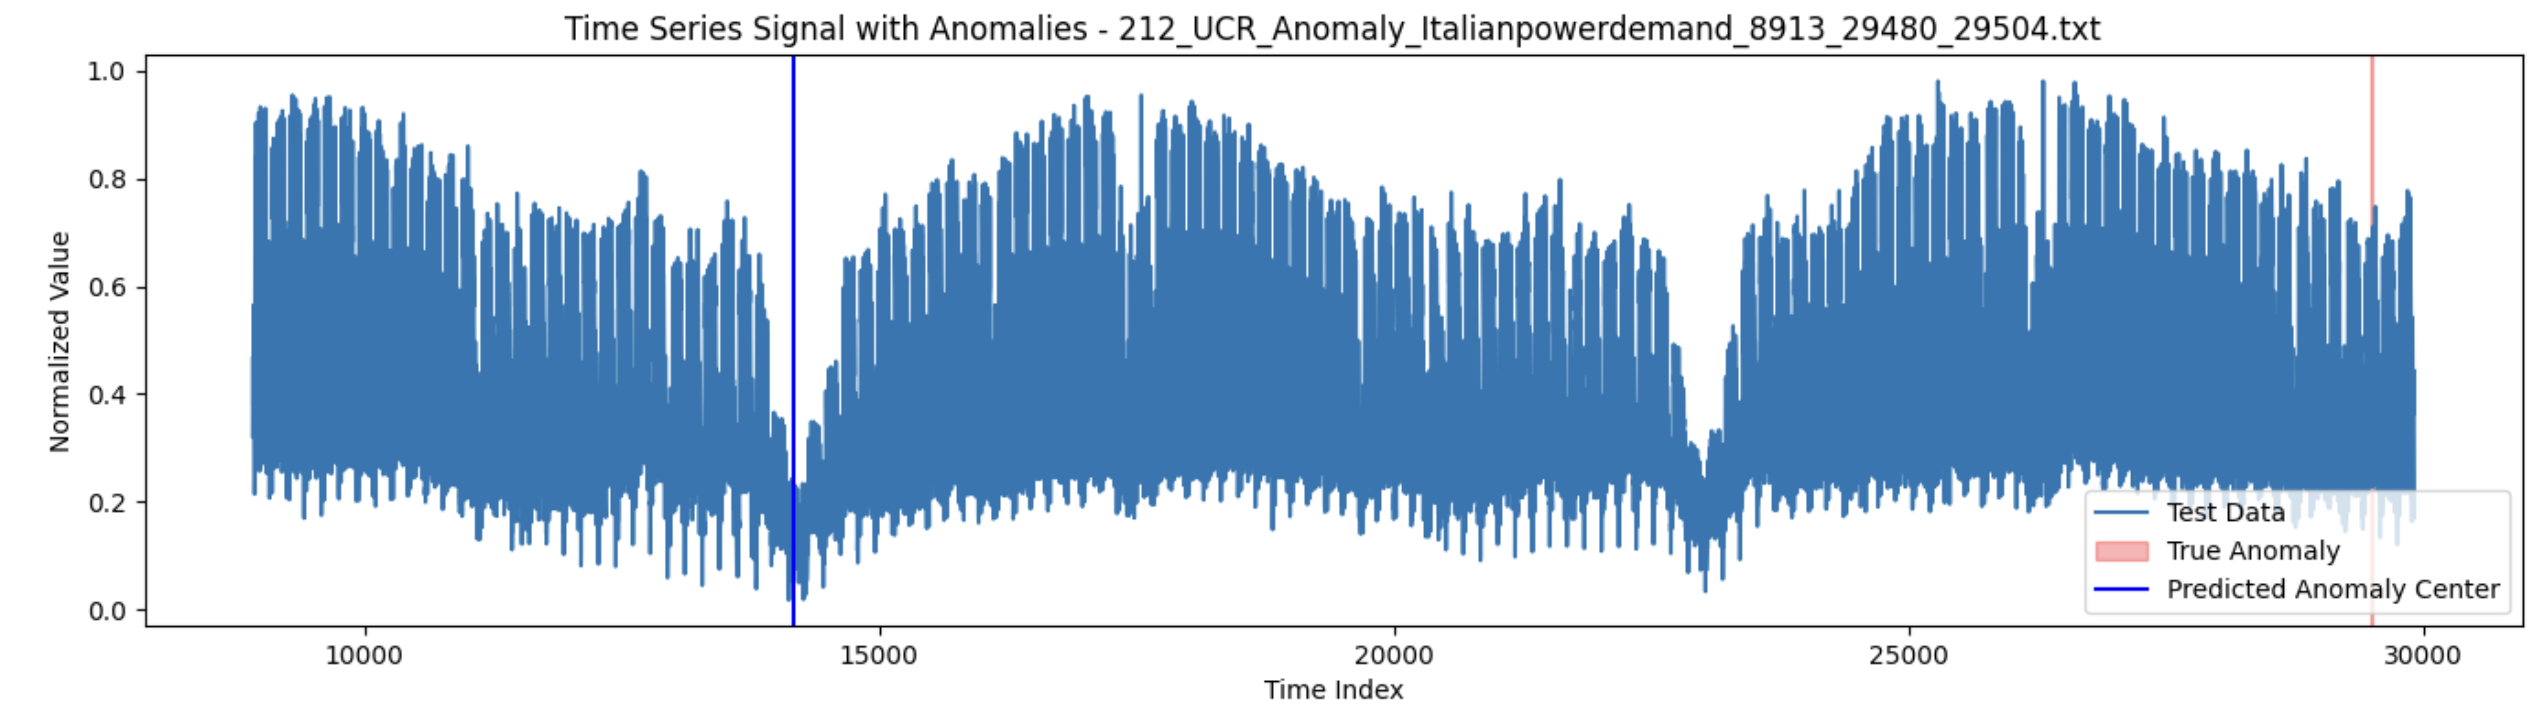 Time Series Signal with Anomalies - 212_UCR_Anomaly_Italianpowerdemand_8913_29480_29504.txt
1.0
0.8
0.6
0.4
0.2
0.0
Normalized Value
Test Data
True Anomaly
Predicted Anomaly Center
10000
15000
20000
25000
30000
Time Index